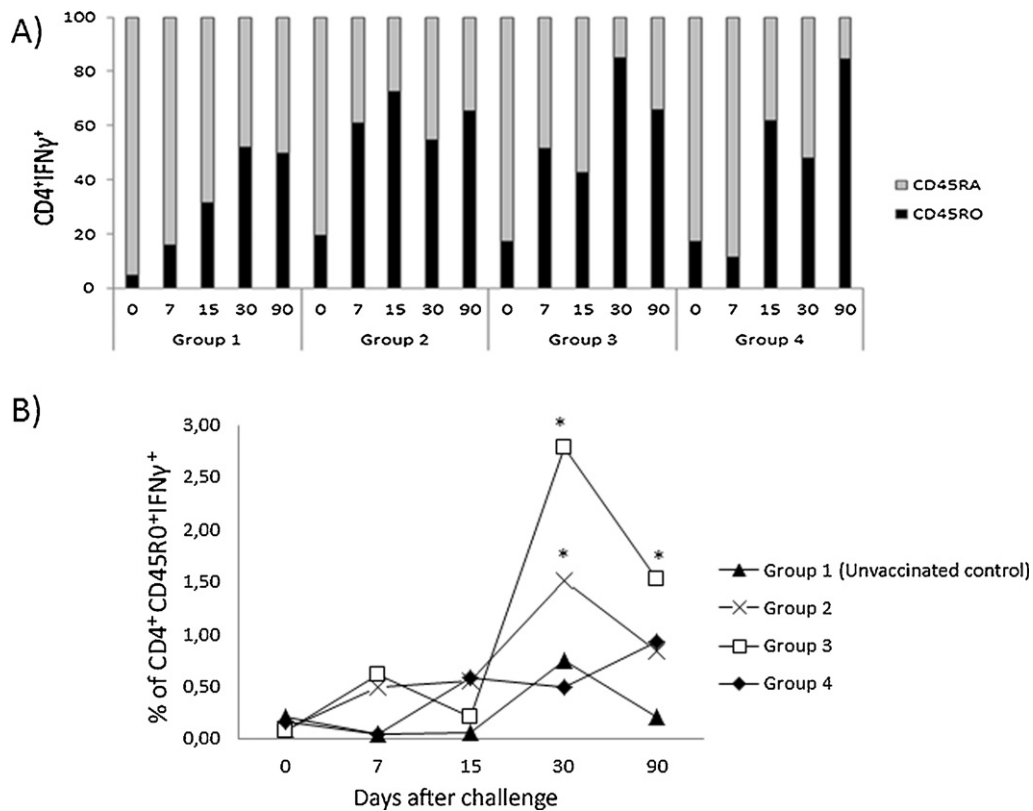 A)
CD4+IFNγ+
100
80
60
40
20
0
0 7 15 30 90 0 7 15 30 90 0 7 15 30 90 0 7 15 30 90
Group 1 Group 2 Group 3 Group 4
CD45RA
CD45RO
B)
% of CD4+ CD45R0+IFNγ+
3,00
2,50
2,00
1,50
1,00
0,50
0,00
* * *
0 7 15 30 90
Days after challenge
Group 1 (Unvaccinated control)
Group 2
Group 3
Group 4